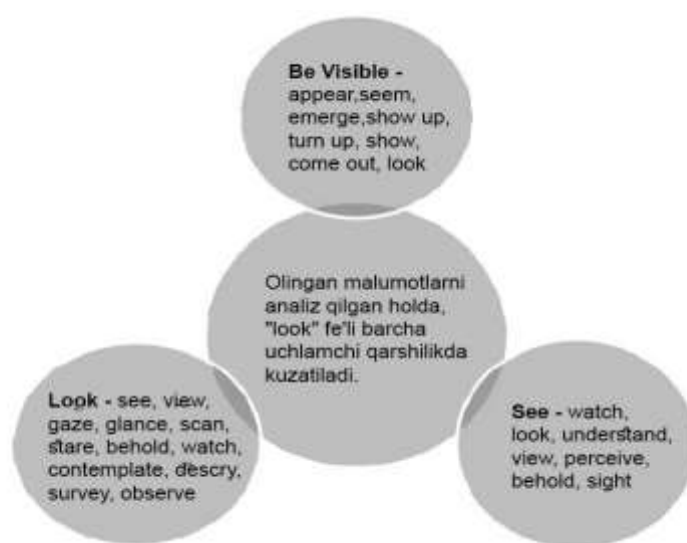 Be Visible -
appear,seem,
emerge,show up,
turn up, show,
come out, look
Olingan malumotlarni
analiz qilgan holda,
"look" fe'li barcha
uchlamchi qarshilikda
kuzatiladi.
Look - see, view,
gaze, glance, scan,
stare, behold, watch,
contemplate, descry,
survey, observe
See - watch,
look, understand,
view, perceive,
behold, sight